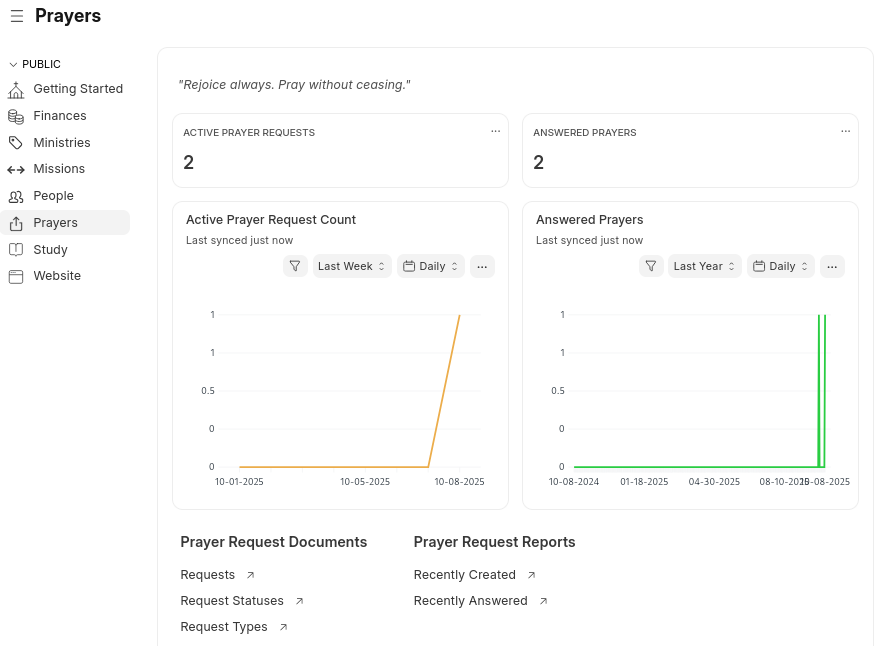 Prayers
PUBLIC
Getting Started
Finances
Ministries
Missions
People
Prayers
Study
Website
"Rejoice always. Pray without ceasing."
ACTIVE PRAYER REQUESTS
2
ANSWERED PRAYERS
2
Active Prayer Request Count
Last synced just now
Last Week
Daily
1
1
0.5
0
0
10-01-2025 10-05-2025 10-08-2025
Answered Prayers
Last synced just now
Last Year
Daily
1
1
0.5
0
0
10-08-2024 01-18-2025 04-30-2025 08-10-2025 10-08-2025
Prayer Request Documents
Requests
Request Statuses
Request Types
Prayer Request Reports
Recently Created
Recently Answered